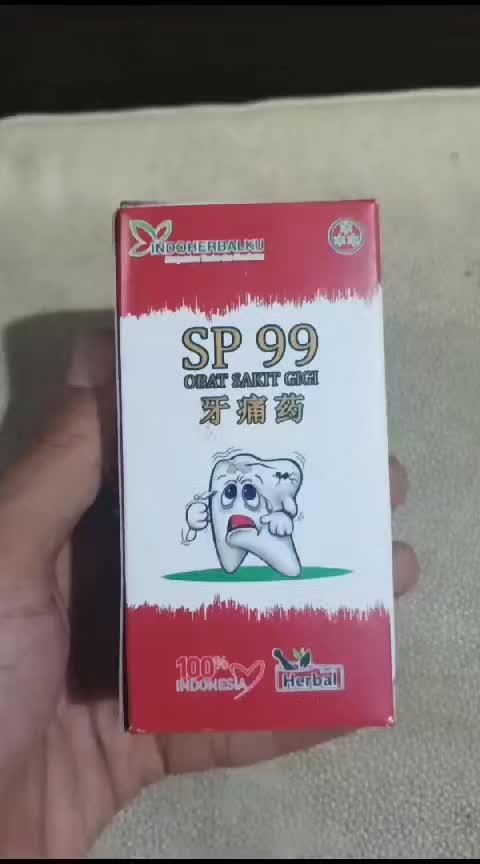 INDOHERBALKU
SP 99
OBAT SAKIT GIGI
牙痛药
100%
INDONESIA
Herbal